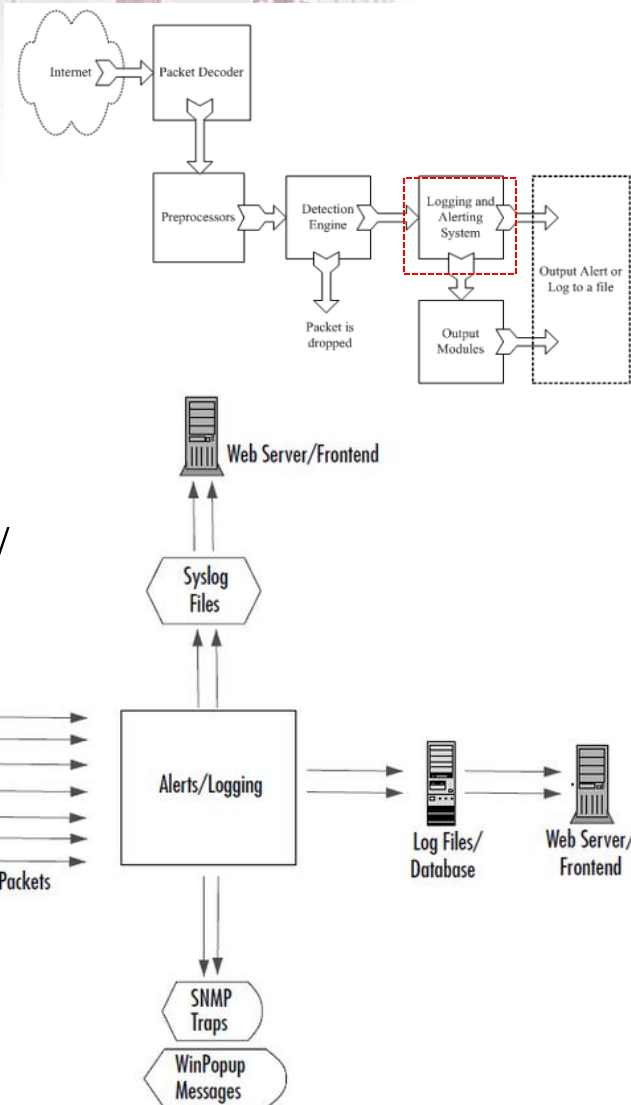 Internet
Packet Decoder
Preprocessors
Detection
Engine
Logging and
Alerting
System
Output Alert or
Log to a file
Packet is
dropped
Output
Modules
Web Server/Frontend
/
Syslog
Files
Alerts/Logging
Packets
Log Files/
Database
Web Server/
Frontend
SNMP
Traps
WinPopup
Messages